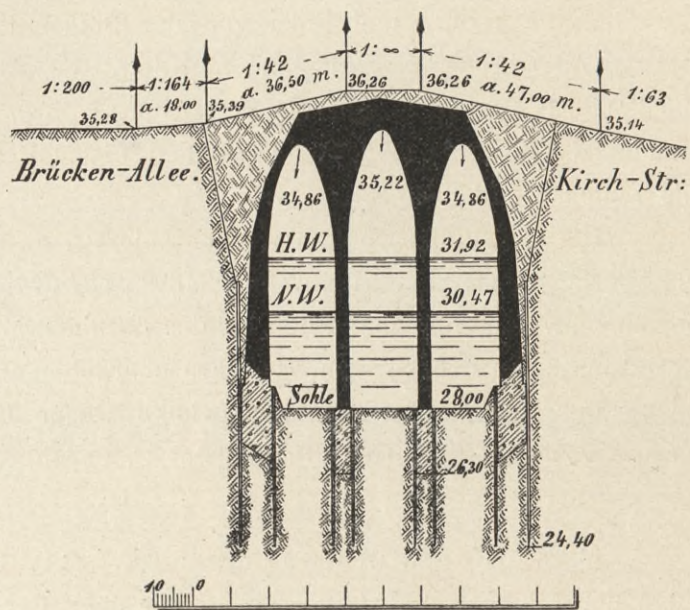 1:200
1:164
a. 18,00
1:42
a. 36,50 m.
1:∞
1:42
a. 47,00 m.
1:63
35,28
35,39
36,26
36,26
35,14
Brücken-Allee.
Kirch-Str:
34,86
35,22
34,86
H.W.
31,92
N.W.
30,47
Sohle
28,00
26,30
24,40
10
0